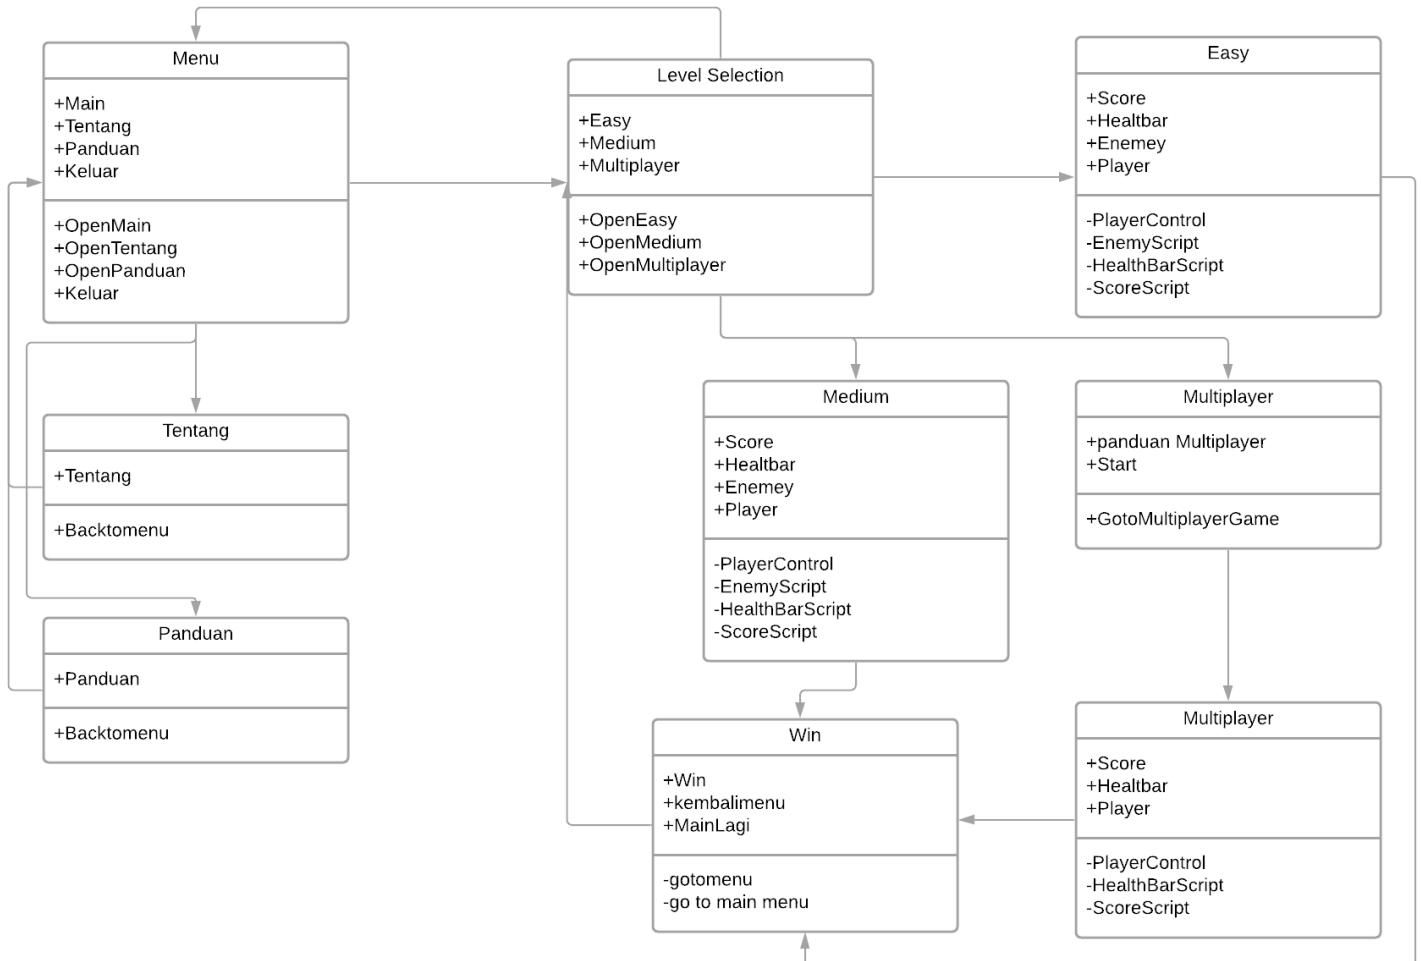 Menu
+Main
+Tentang
+Panduan
+Keluar
+OpenMain
+OpenTentang
+OpenPanduan
+Keluar
Level Selection
+Easy
+Medium
+Multiplayer
+OpenEasy
+OpenMedium
+OpenMultiplayer
Easy
+Score
+Healtbar
+Enemey
+Player
-PlayerControl
-EnemyScript
-HealthBarScript
-ScoreScript
Tentang
+Tentang
+Backtomenu
Medium
+Score
+Healtbar
+Enemey
+Player
-PlayerControl
-EnemyScript
-HealthBarScript
-ScoreScript
Multiplayer
+panduan Multiplayer
+Start
+GotoMultiplayerGame
Panduan
+Panduan
+Backtomenu
Win
+Win
+kembalimenu
+MainLagi
-gotomenu
-go to main menu
Multiplayer
+Score
+Healtbar
+Player
-PlayerControl
-HealthBarScript
-ScoreScript